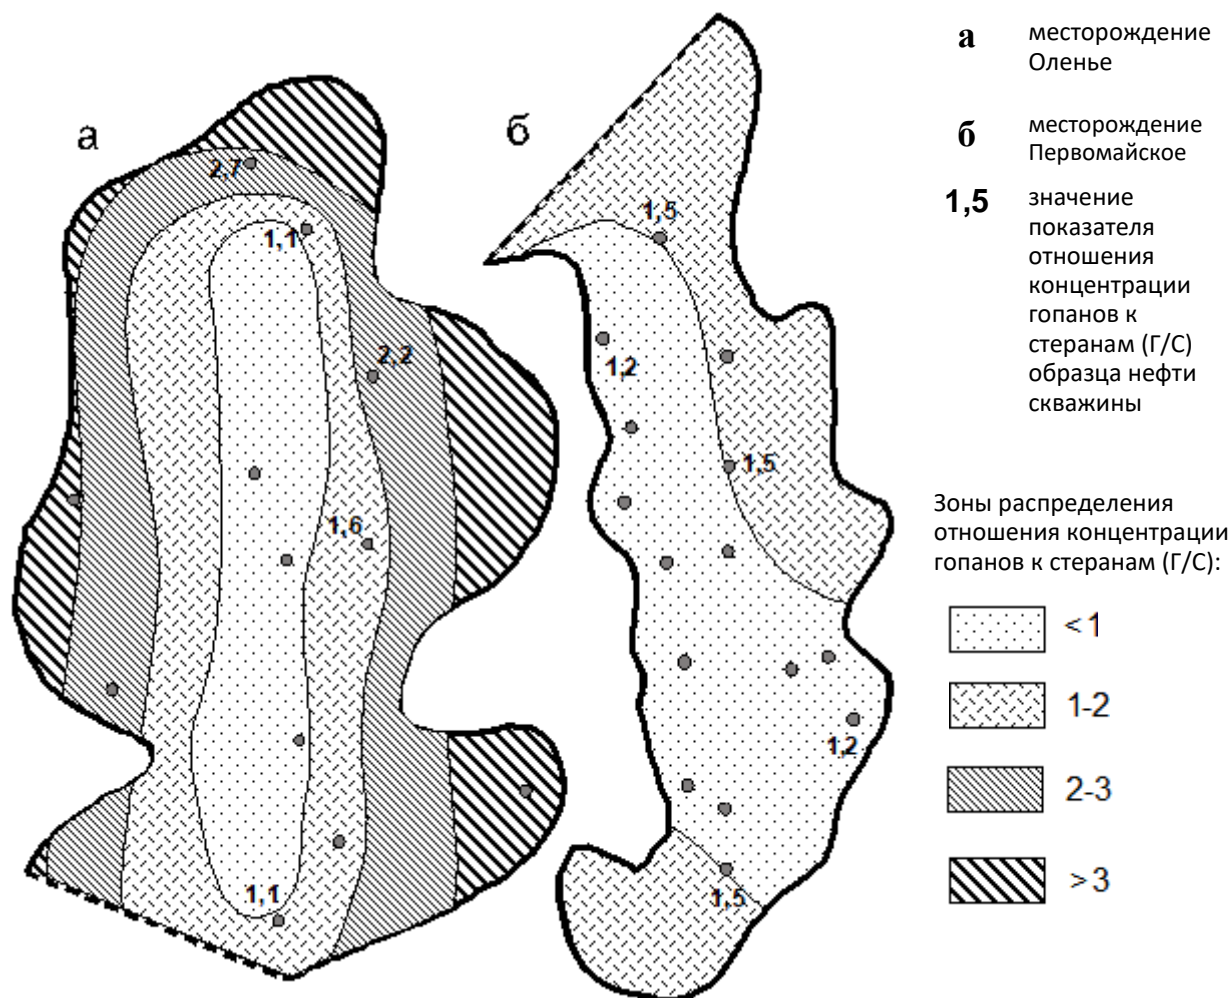 а
2,7
1,1
2,2
1,6
1,1
б
1,5
1,2
1,5
1,2
1,5
а месторождение
Оленье
б месторождение
Первомайское
1,5 значение
показателя
отношения
концентрации
гопанов к
стеранам (Г/С)
образца нефти
скважины
Зоны распределения
отношения концентрации
гопанов к стеранам (Г/С):
<1
1-2
2-3
>3